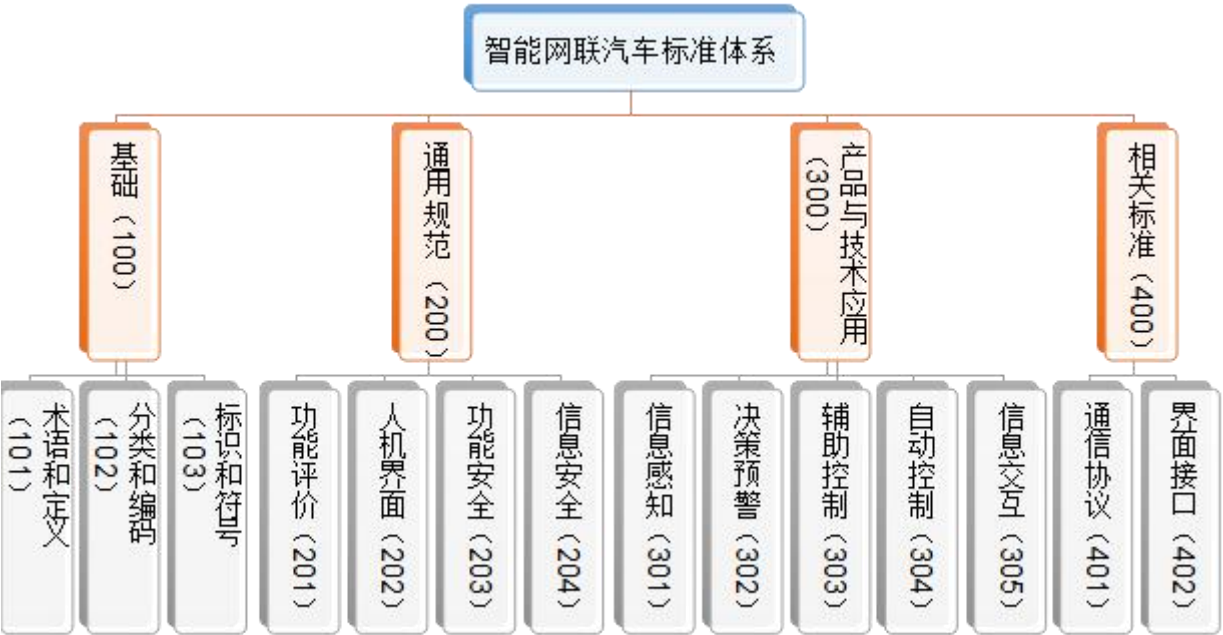 智能网联汽车标准体系
基础（100）
通用规范（200）
产品与技术应用
（300）
相关标准（400）
术语和定义
（101）
分类和编码
（102）
标识和符号
（103）
功能评价（201）
人机界面（202）
功能安全（203）
信息安全（204）
信息感知（301）
决策预警（302）
辅助控制（303）
自动控制（304）
信息交互（305）
通信协议（401）
界面接口（402）